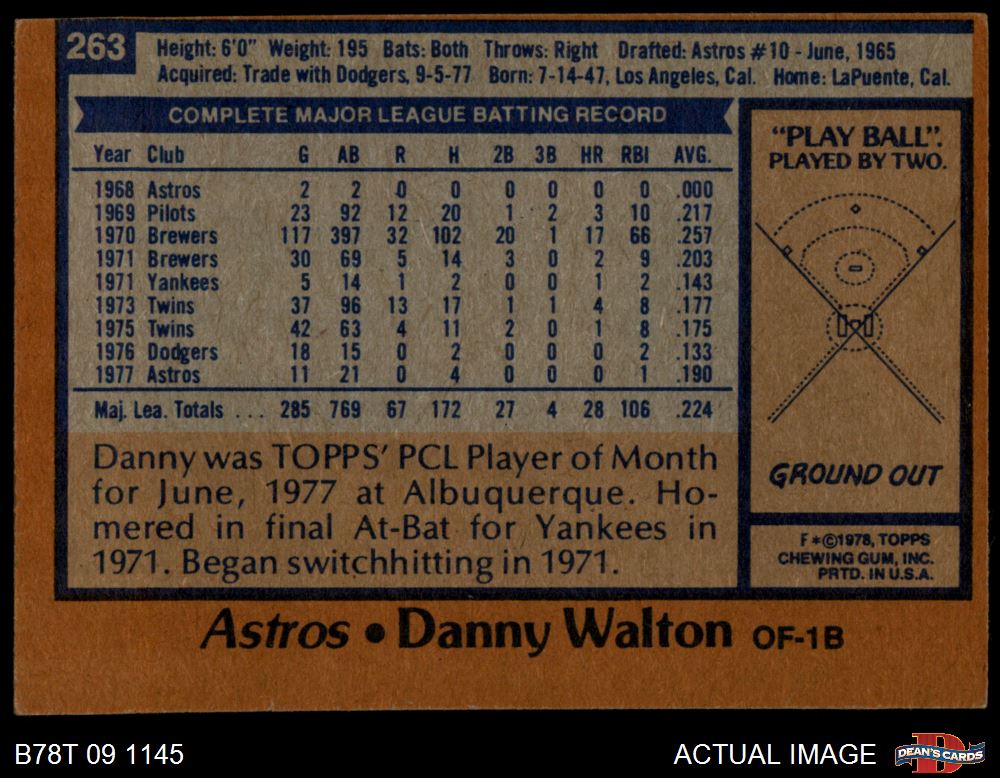 263
Height: 6'0" Weight: 195 Bats: Both Throws: Right Drafted: Astros #10 - June, 1965
Acquired: Trade with Dodgers, 9-5-77 Born: 7-14-47, Los Angeles, Cal. Home: LaPuente, Cal.
COMPLETE MAJOR LEAGUE BATTING RECORD
Year Club G AB R H 2B 3B HR RBI AVG.
1968 Astros 2 2 0 0 0 0 0 0 .000
1969 Pilots 23 92 12 20 1 2 3 10 .217
1970 Brewers 117 397 32 102 20 1 17 66 .257
1971 Brewers 30 69 5 14 3 0 2 9 .203
1971 Yankees 5 14 1 2 0 0 1 2 .143
1973 Twins 37 96 13 17 1 1 4 8 .177
1975 Twins 42 63 4 11 2 0 1 8 .175
1976 Dodgers 18 15 0 2 0 0 0 2 .133
1977 Astros 11 21 0 4 0 0 0 1 .190
Maj. Lea. Totals ... 285 769 67 172 27 4 28 106 .224
Danny was TOPPS' PCL Player of Month
for June, 1977 at Albuquerque. Ho-
mered in final At-Bat for Yankees in
1971. Began switchhitting in 1971.
"PLAY BALL".
PLAYED BY TWO.
GROUND OUT
F*©1978, TOPPS
CHEWING GUM, INC.
PRTD. IN U.S.A.
Astros • Danny Walton OF-1B
B78T 09 1145
ACTUAL IMAGE
DEAN'S CARDS